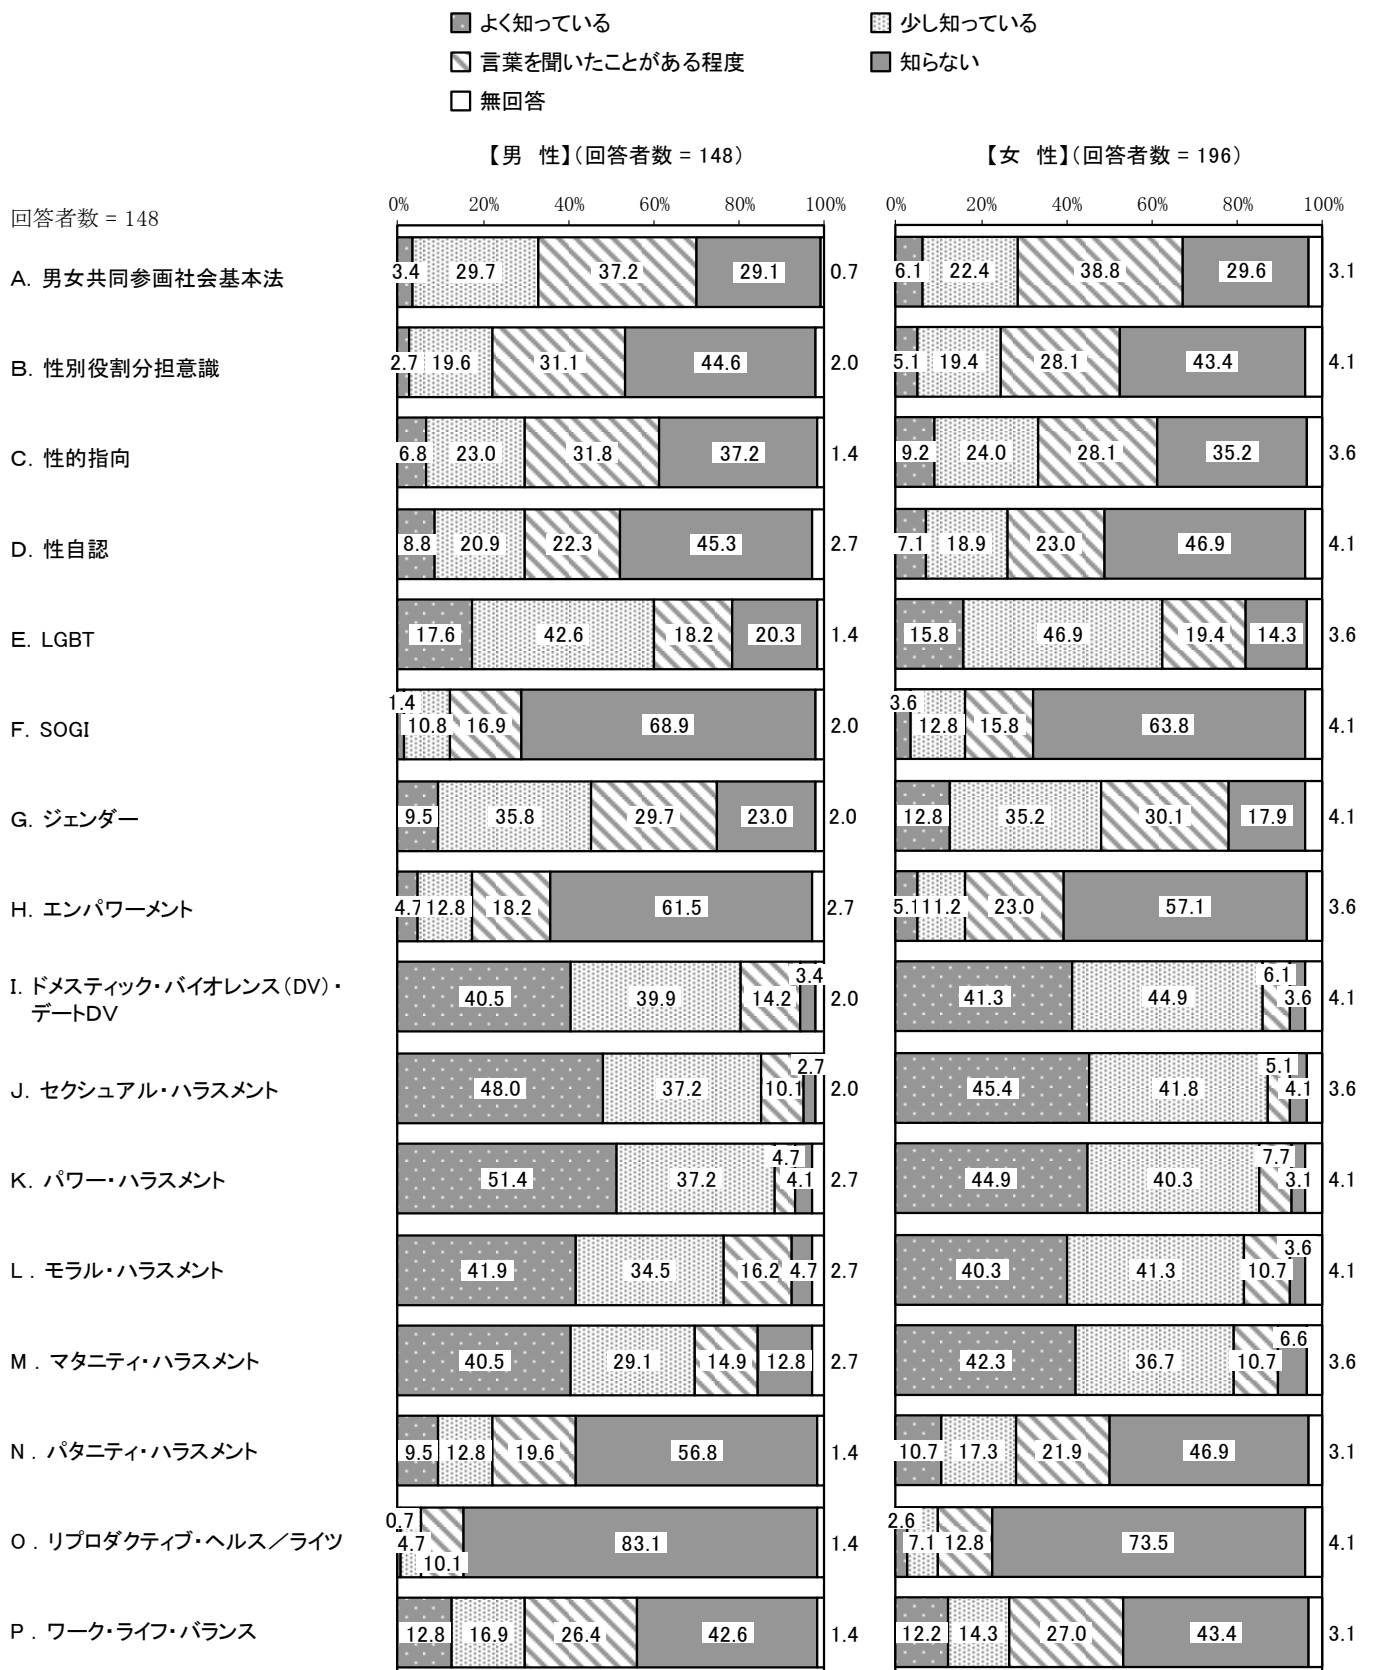 よく知っている 少し知っている
言葉を聞いたことがある程度 知らない
無回答
【男　性】（回答者数 = 148） 【女　性】（回答者数 = 196）
回答者数 = 148 0% 20% 40% 60% 80% 100% 0% 20% 40% 60% 80% 100%
A. 男女共同参画社会基本法 3.4 29.7 37.2 29.1 0.7 6.1 22.4 38.8 29.6 3.1
B. 性別役割分担意識 2.7 19.6 31.1 44.6 2.0 5.1 19.4 28.1 43.4 4.1
C. 性的指向 6.8 23.0 31.8 37.2 1.4 9.2 24.0 28.1 35.2 3.6
D. 性自認 8.8 20.9 22.3 45.3 2.7 7.1 18.9 23.0 46.9 4.1
E. LGBT 17.6 42.6 18.2 20.3 1.4 15.8 46.9 19.4 14.3 3.6
F. SOGI 1.4 10.8 16.9 68.9 2.0 3.6 12.8 15.8 63.8 4.1
G. ジェンダー 9.5 35.8 29.7 23.0 2.0 12.8 35.2 30.1 17.9 4.1
H. エンパワーメント 4.7 12.8 18.2 61.5 2.7 5.1 11.2 23.0 57.1 3.6
I. ドメスティック・バイオレンス（DV）・
デートDV 40.5 39.9 14.2 3.4 2.0 41.3 44.9 6.1 3.6 4.1
J. セクシュアル・ハラスメント 48.0 37.2 10.1 2.7 2.0 45.4 41.8 5.1 4.1 3.6
K. パワー・ハラスメント 51.4 37.2 4.7 4.1 2.7 44.9 40.3 7.7 3.1 4.1
L . モラル・ハラスメント 41.9 34.5 16.2 4.7 2.7 40.3 41.3 10.7 3.6 4.1
M . マタニティ・ハラスメント 40.5 29.1 14.9 12.8 2.7 42.3 36.7 10.7 6.6 3.6
N . パタニティ・ハラスメント 9.5 12.8 19.6 56.8 1.4 10.7 17.3 21.9 46.9 3.1
O . リプロダクティブ・ヘルス／ライツ 0.7 4.7 10.1 83.1 1.4 2.6 7.1 12.8 73.5 4.1
P . ワーク・ライフ・バランス 12.8 16.9 26.4 42.6 1.4 12.2 14.3 27.0 43.4 3.1